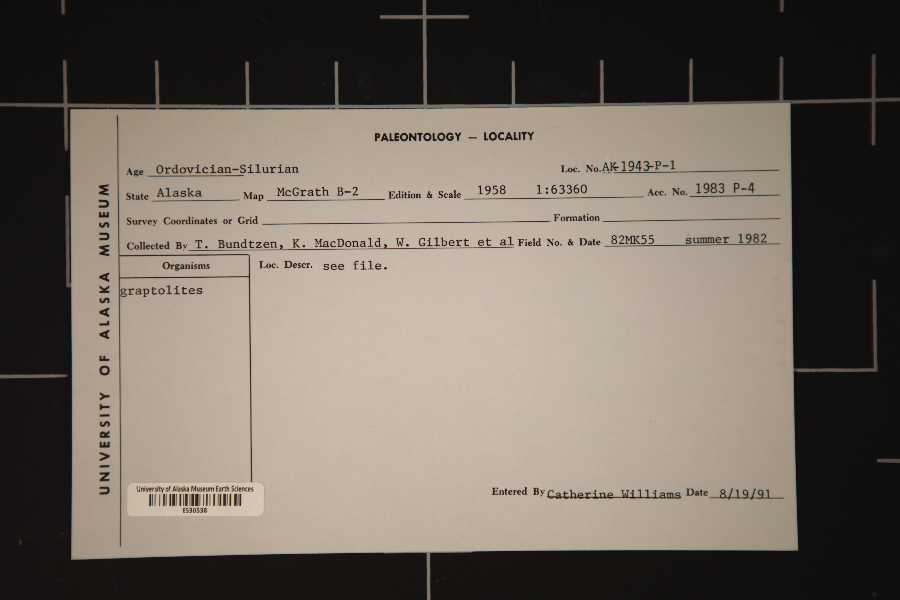 PALEONTOLOGY — LOCALITY
Age Ordovician-Silurian Loc. No. AK-1943-P-1
State Alaska Map McGrath B-2 Edition & Scale 1958 1:63360 Acc. No. 1983 P-4
Survey Coordinates or Grid Formation
Collected By T. Bundtzen, K. MacDonald, W. Gilbert et al Field No. & Date 82MK55 summer 1982
Organisms Loc. Descr. see file.
graptolites
UNIVERSITY OF ALASKA MUSEUM
University of Alaska Museum Earth Sciences
ES30538
Entered By Catherine Williams Date 8/19/91